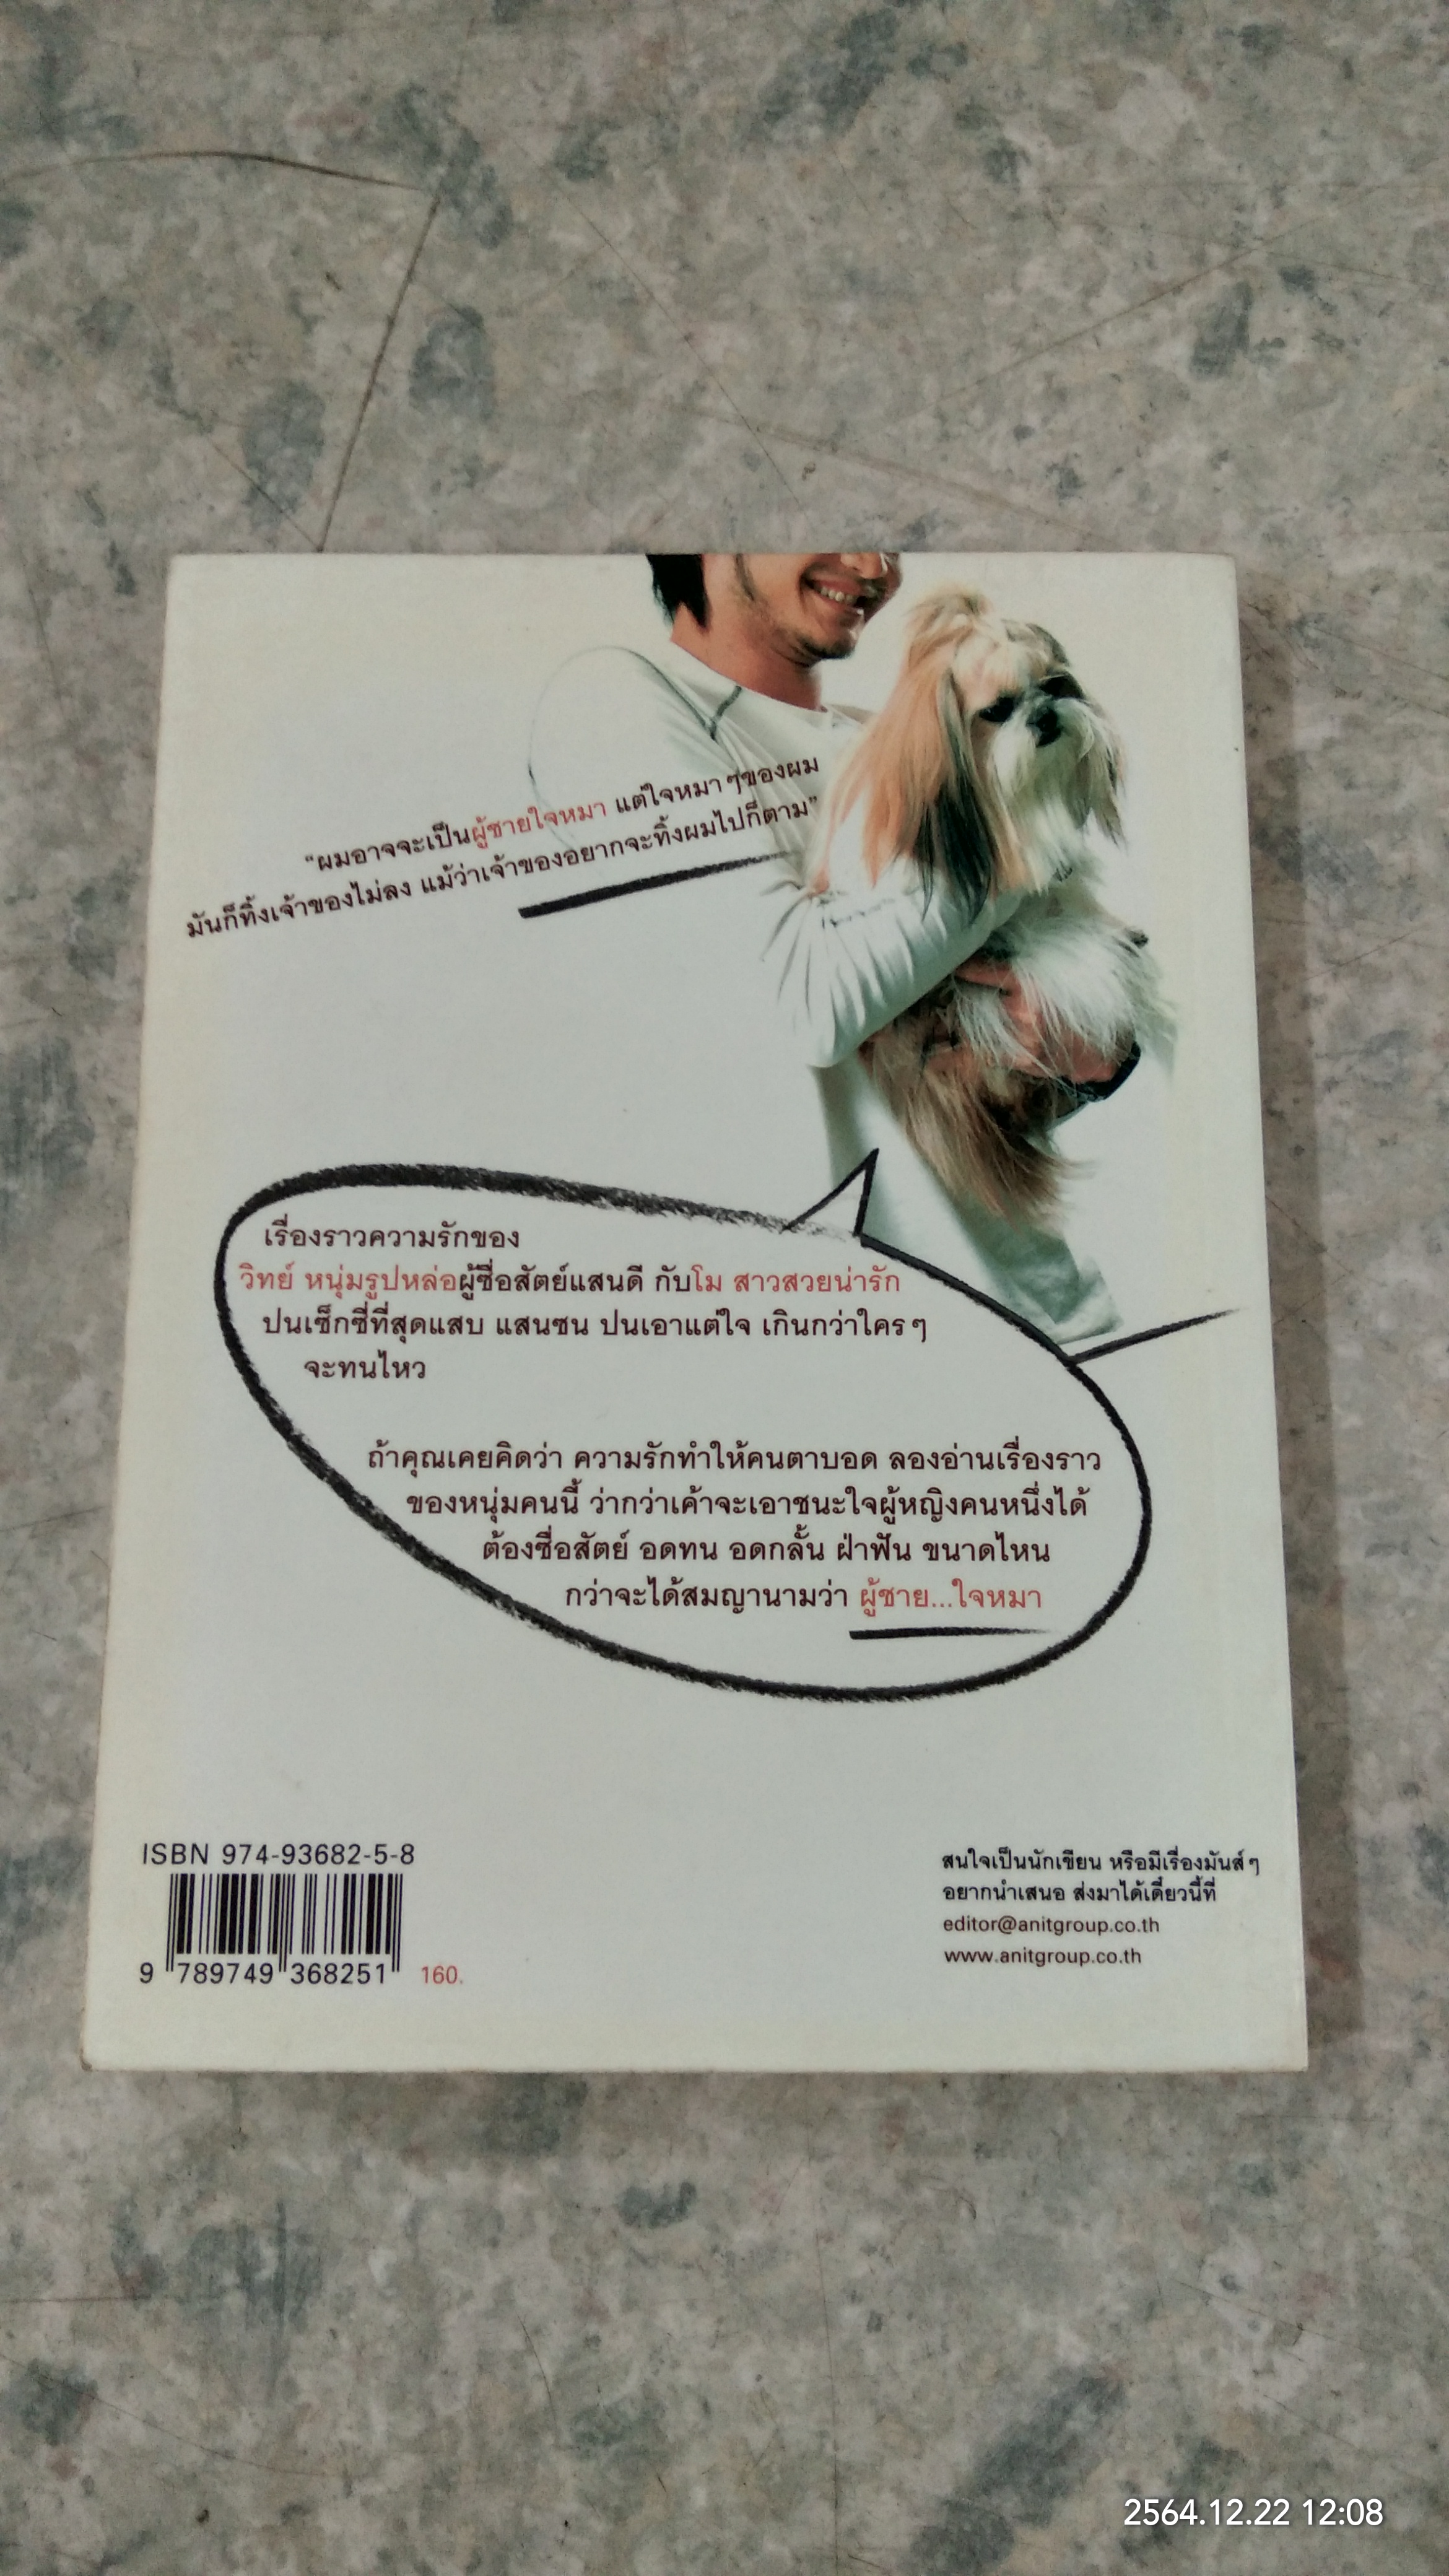 “ผมอาจจะเป็นผู้ชายใจหมา แต่ใจหมาๆของผม
มันก็ทิ้งเจ้าของไม่ลง แม้ว่าเจ้าของอยากจะทิ้งผมไปก็ตาม”
เรื่องราวความรักของ
วิทย์ หนุ่มรูปหล่อผู้ซื่อสัตย์แสนดี กับโม สาวสวยน่ารัก
ปนเซ็กซี่ที่สุดแสบ แสนซน ปนเอาแต่ใจ เกินกว่าใครๆ
จะทนไหว
ถ้าคุณเคยคิดว่า ความรักทำให้คนตาบอด ลองอ่านเรื่องราว
ของหนุ่มคนนี้ ว่ากว่าเค้าจะเอาชนะใจผู้หญิงคนหนึ่งได้
ต้องซื่อสัตย์ อดทน อดกลั้น ฝ่าฟัน ขนาดไหน
กว่าจะได้สมญานามว่า ผู้ชาย...ใจหมา
ISBN 974-93682-5-8
9 789749 368251 160.
สนใจเป็นนักเขียน หรือมีเรื่องมันส์ๆ
อยากนำเสนอ ส่งมาได้เดี๋ยวนี้ที่
editor@anitgroup.co.th
www.anitgroup.co.th
2564.12.22 12:08